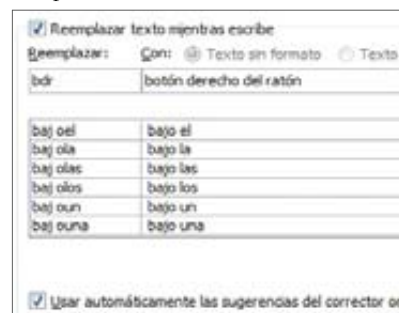 Reemplazar texto mientras escribe
Reemplazar: Con: Texto sin formato Texto
bdr botón derecho del ratón
baj oel bajo el
baj ola bajo la
baj olas bajo las
baj olos bajo los
baj oun bajo un
baj ouna bajo una
Usar automáticamente las sugerencias del corrector or